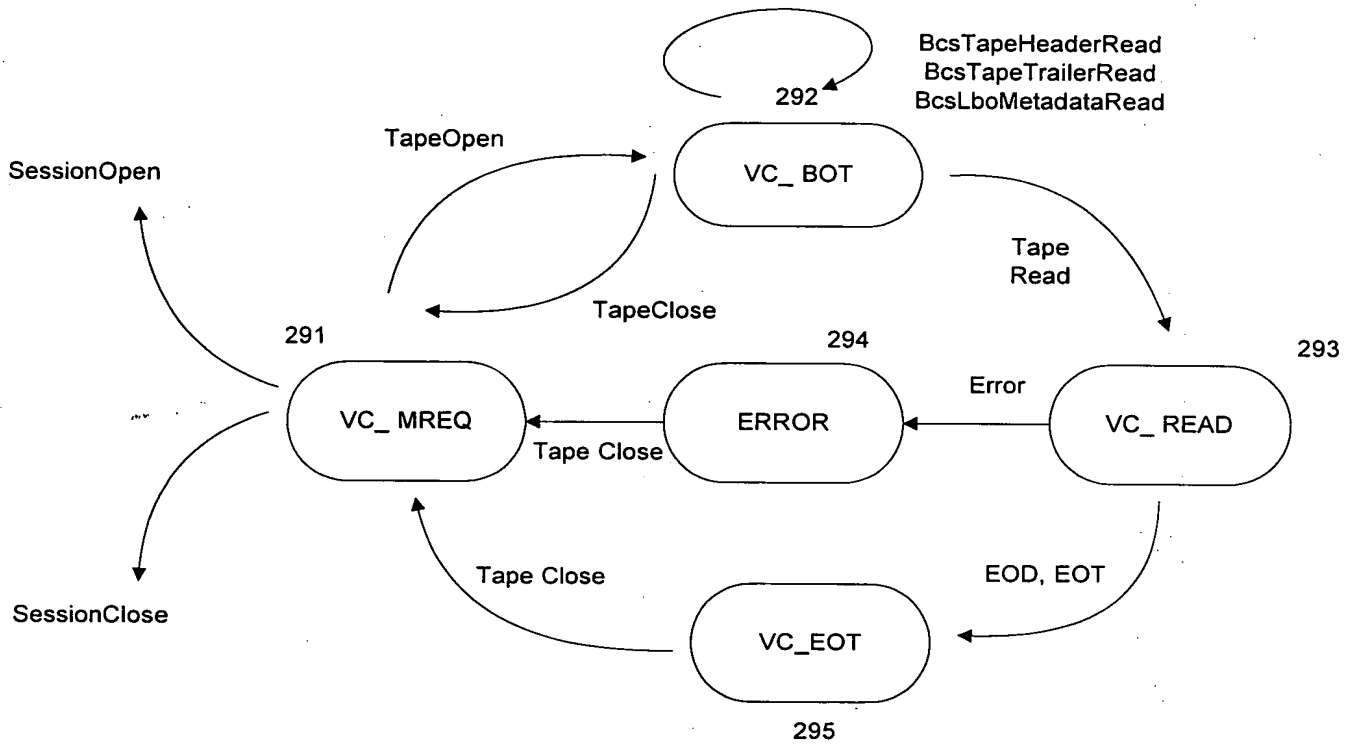 BcsTapeHeaderRead
BcsTapeTrailerRead
BcsLboMetadataRead
292
TapeOpen
SessionOpen
VC_ BOT
Tape
Read
TapeClose
291
294
293
Error
VC_ MREQ
ERROR
VC_ READ
Tape Close
Tape Close
EOD, EOT
SessionClose
VC_EOT
295